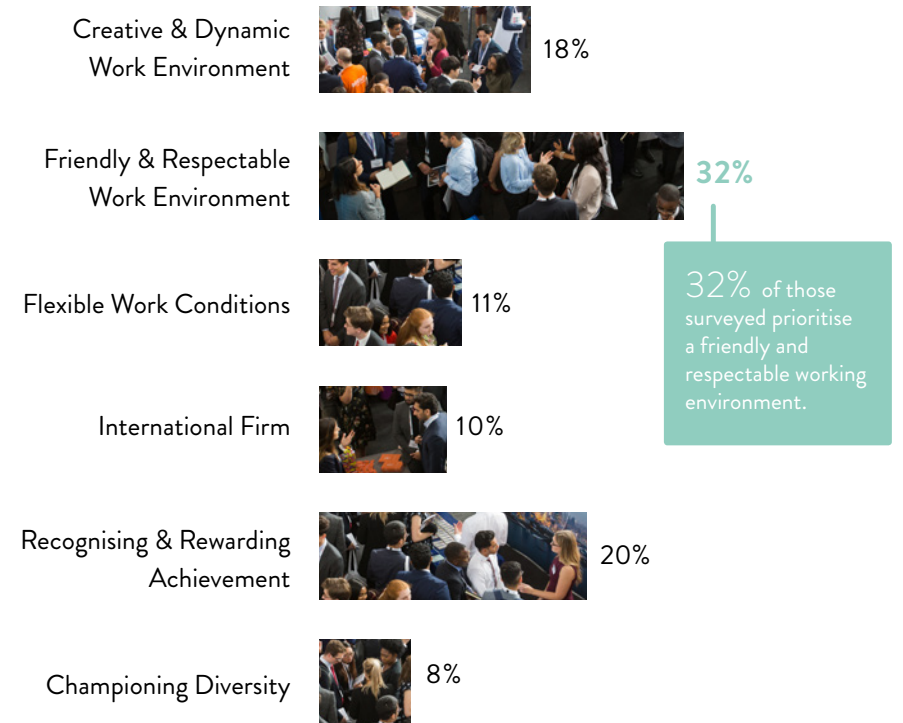 Creative & Dynamic
Work Environment
18%
Friendly & Respectable
Work Environment
32%
32% of those
surveyed prioritise
a friendly and
respectable working
environment.
Flexible Work Conditions
11%
International Firm
10%
Recognising & Rewarding
Achievement
20%
Championing Diversity
8%